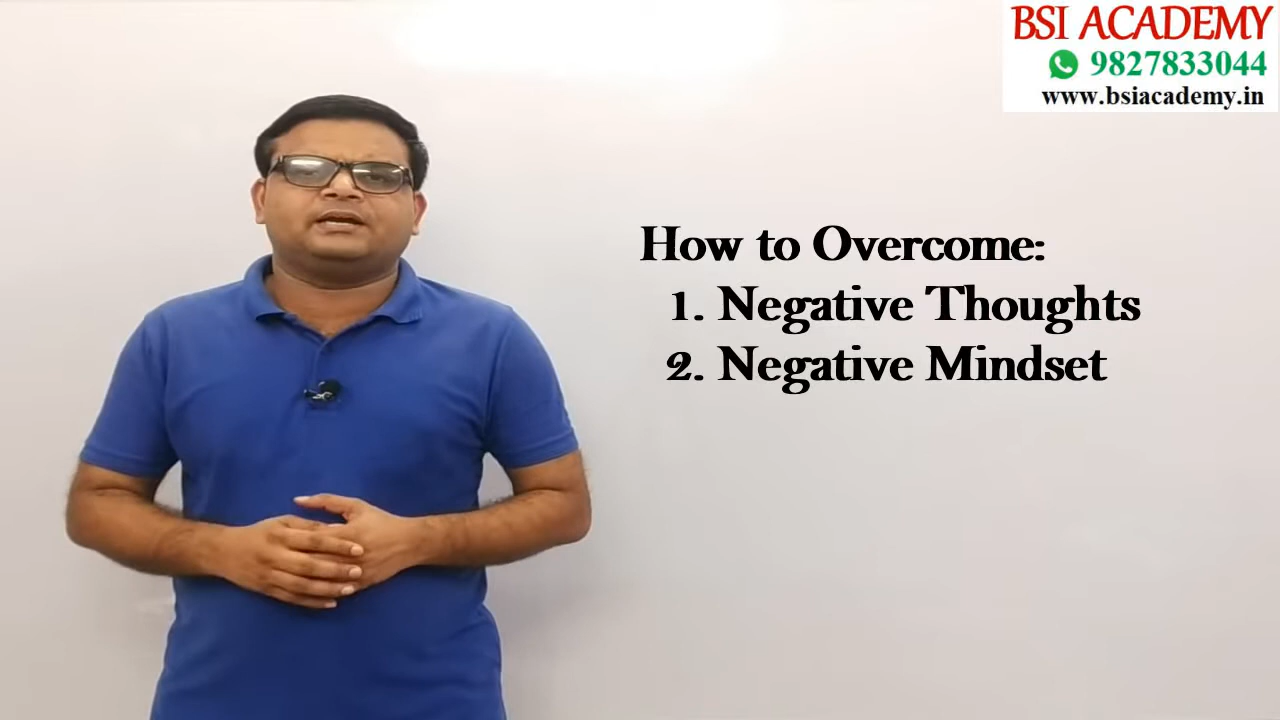 BSI ACADEMY
9827833044
www.bsiacademy.in
How to Overcome:
1. Negative Thoughts
2. Negative Mindset